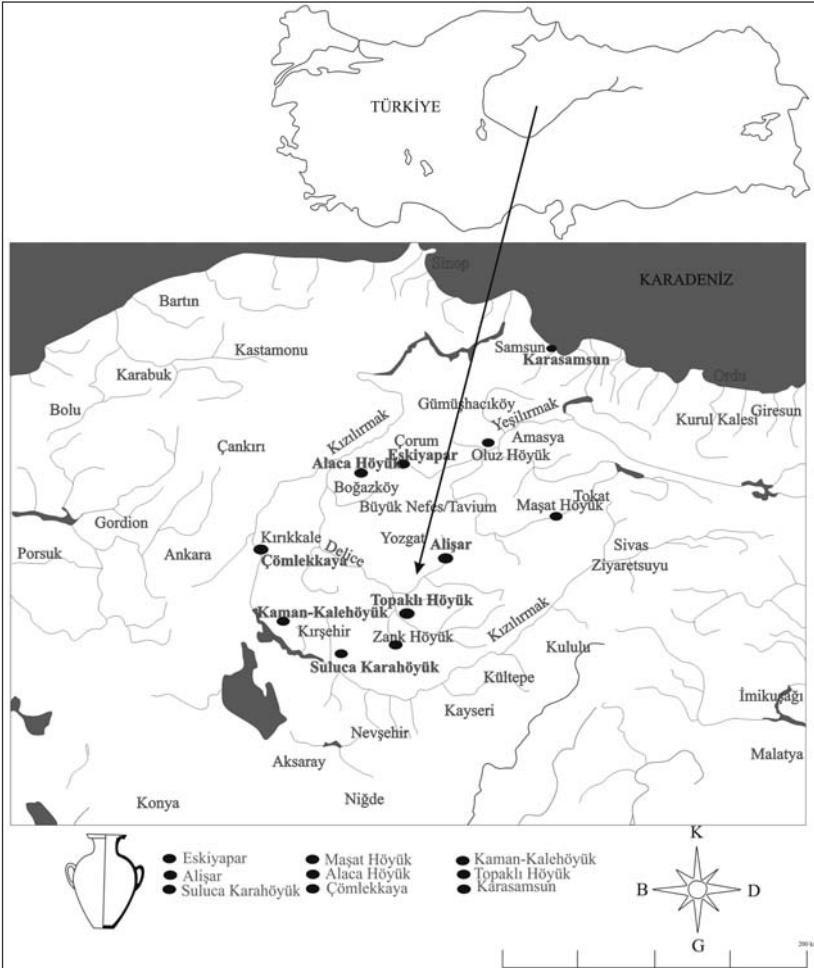 TÜRKİYE
Sinop
KARADENİZ
Bartın
Kastamonu
Samsun
Karasamsun
Karabuk
Ordu
Bolu
Gümüşhacıköy
Yeşilırmak
Giresun
Kurul Kalesi
Kızılırmak
Çankırı
Çorum
Amasya
Eskiyapar
Oluz Höyük
Alaca Höyük
Boğazköy
Tokat
Büyük Nefes/Tavium
Maşat Höyük
Gordion
Kırıkkale
Yozgat
Alişar
Sivas
Porsuk
Ankara
Çömlekkaya
Delice
Ziyaretsuyu
Topaklı Höyük
Kaman-Kalehöyük
Kırşehir
Zank Höyük
Kızılırmak
Kululu
Suluca Karahöyük
Kültepe
İmikuşağı
Kayseri
Nevşehir
Malatya
Aksaray
Konya
Niğde
Eskiyapar
Alişar
Suluca Karahöyük
Maşat Höyük
Alaca Höyük
Çömlekkaya
Kaman-Kalehöyük
Topaklı Höyük
Karasamsun
K
B
D
G